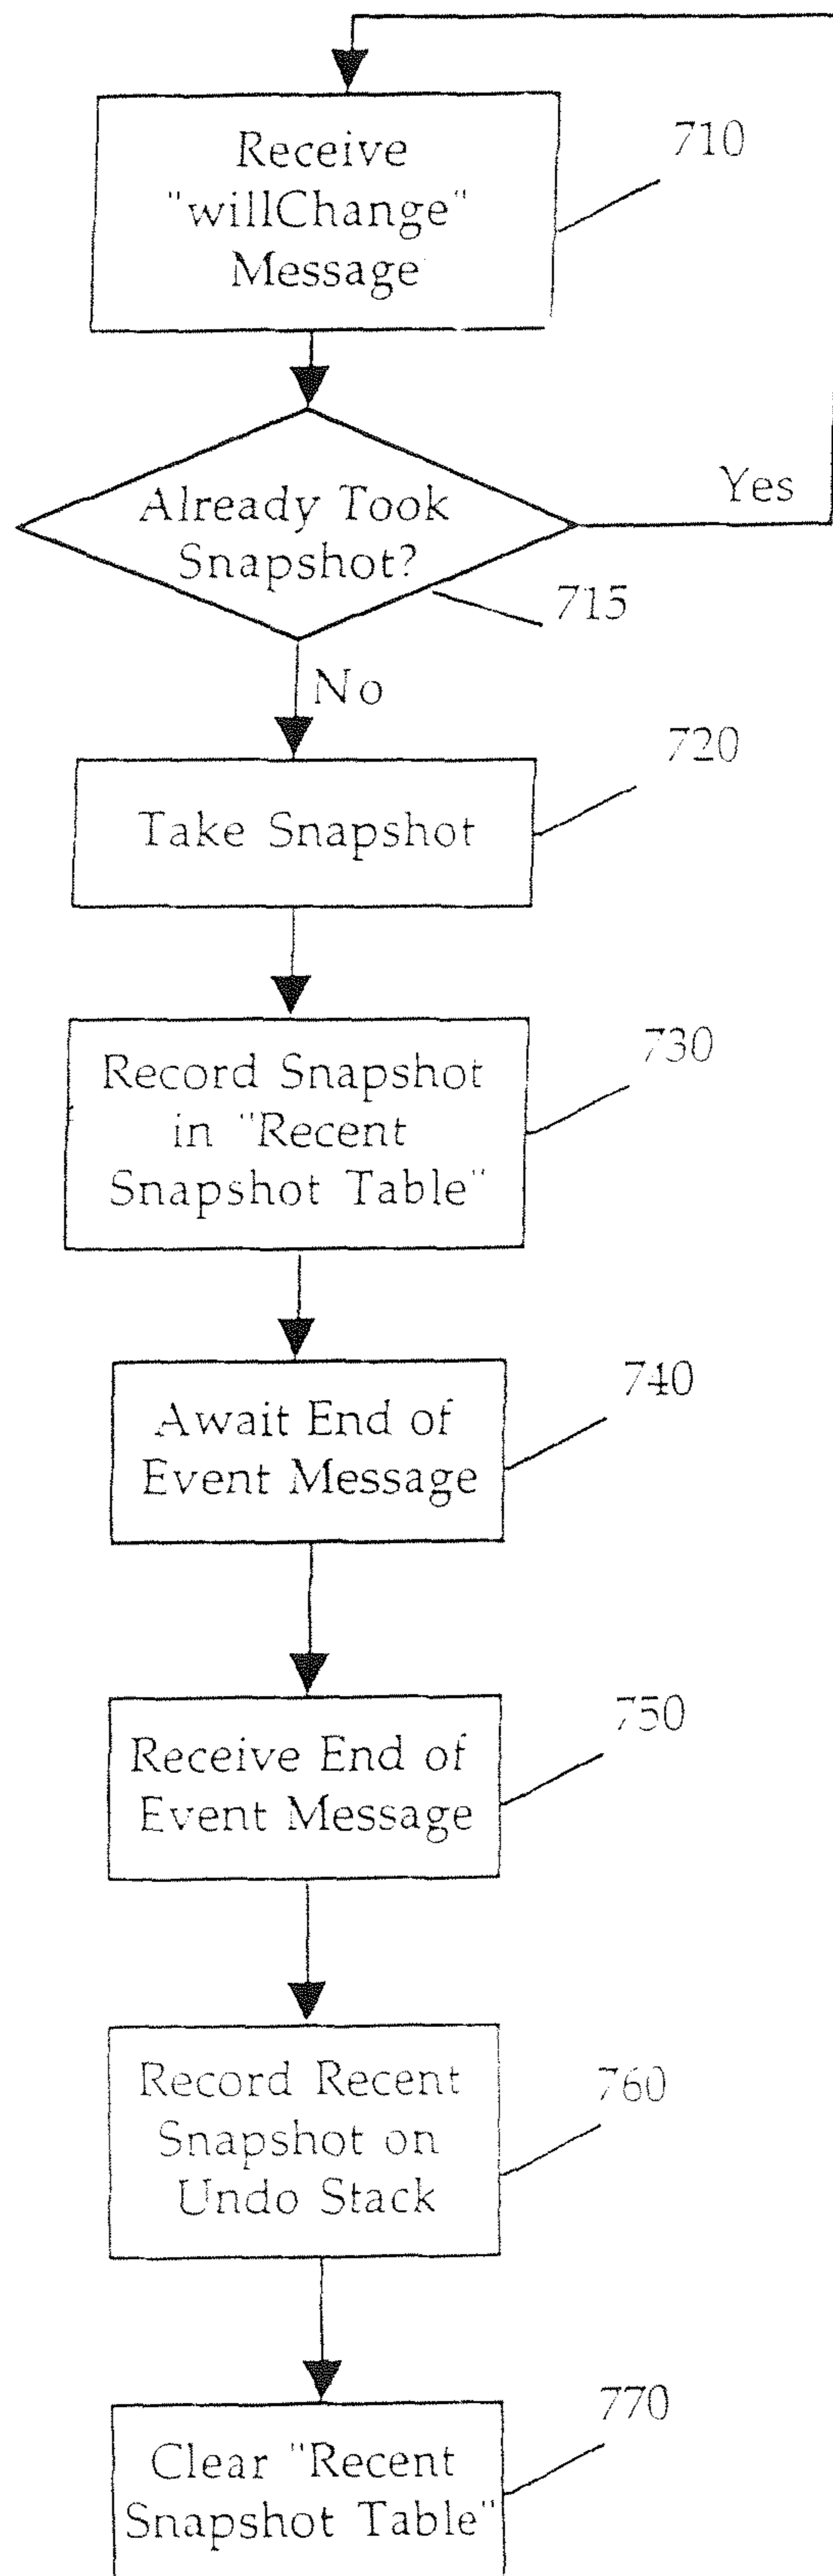 Receive
"willChange"
Message
710
Already Took
Snapshot?
Yes
715
No
Take Snapshot
720
Record Snapshot
in "Recent
Snapshot Table"
730
Await End of
Event Message
740
Receive End of
Event Message
750
Record Recent
Snapshot on
Undo Stack
760
Clear "Recent
Snapshot Table"
770